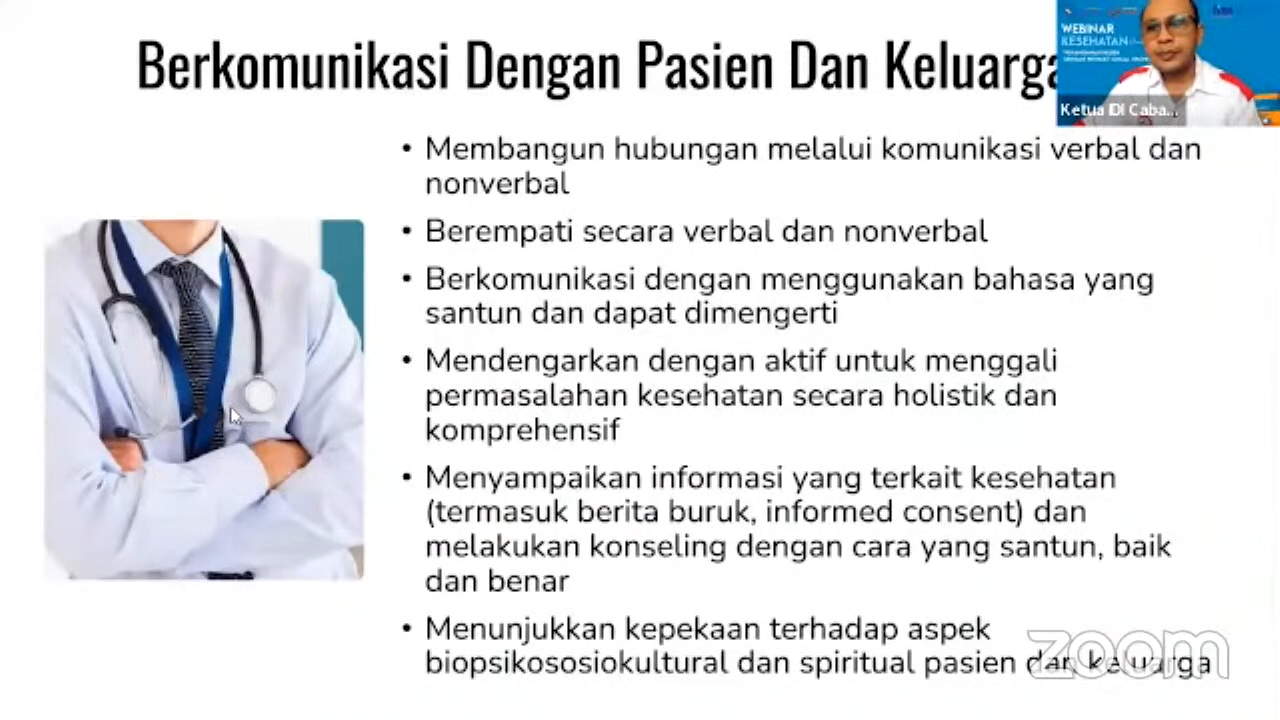 Berkomunikasi Dengan Pasien Dan Keluarga
WEBINAR
KESEHATAN
Ketua IDI Caba...
• Membangun hubungan melalui komunikasi verbal dan
nonverbal
• Berempati secara verbal dan nonverbal
• Berkomunikasi dengan menggunakan bahasa yang
santun dan dapat dimengerti
• Mendengarkan dengan aktif untuk menggali
permasalahan kesehatan secara holistik dan
komprehensif
• Menyampaikan informasi yang terkait kesehatan
(termasuk berita buruk, informed consent) dan
melakukan konseling dengan cara yang santun, baik
dan benar
• Menunjukkan kepekaan terhadap aspek
biopsikososiokultural dan spiritual pasien dan keluarga
zoom